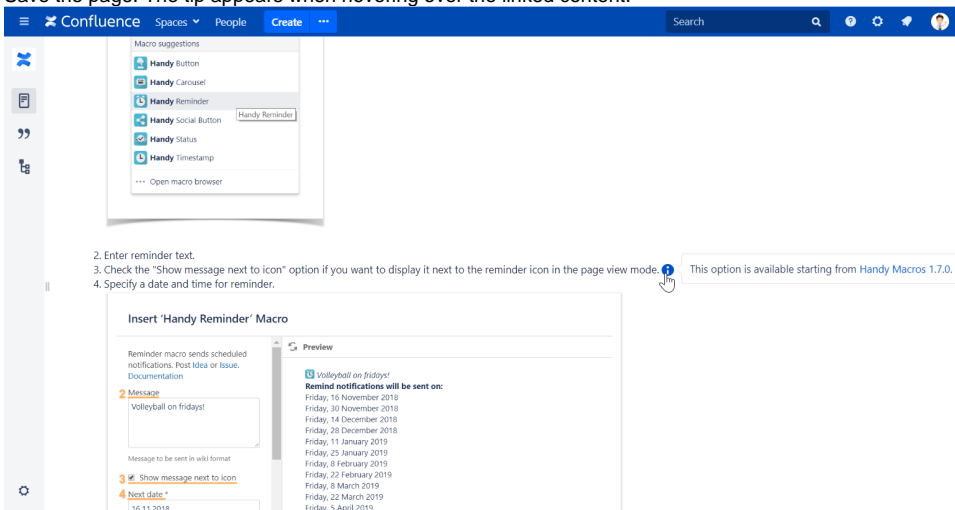 Save the page. The tip appears when hovering over the linked content.
Confluence Spaces People Create ··· Search
Macro suggestions
Handy Button
Handy Carousel
Handy Reminder
Handy Reminder
Handy Social Button
Handy Status
Handy Timestamp
··· Open macro browser
2. Enter reminder text.
3. Check the "Show message next to icon" option if you want to display it next to the reminder icon in the page view mode.
This option is available starting from Handy Macros 1.7.0.
4. Specify a date and time for reminder.
Insert ‘Handy Reminder’ Macro
Reminder macro sends scheduled
notifications. Post Idea or Issue.
Documentation
2 Message
Volleyball on fridays!
Message to be sent in wiki format
3 Show message next to icon
4 Next date *
16.11.2018
Preview
Volleyball on fridays!
Remind notifications will be sent on:
Friday, 16 November 2018
Friday, 30 November 2018
Friday, 14 December 2018
Friday, 28 December 2018
Friday, 11 January 2019
Friday, 25 January 2019
Friday, 8 February 2019
Friday, 22 February 2019
Friday, 8 March 2019
Friday, 22 March 2019
Friday, 5 April 2019